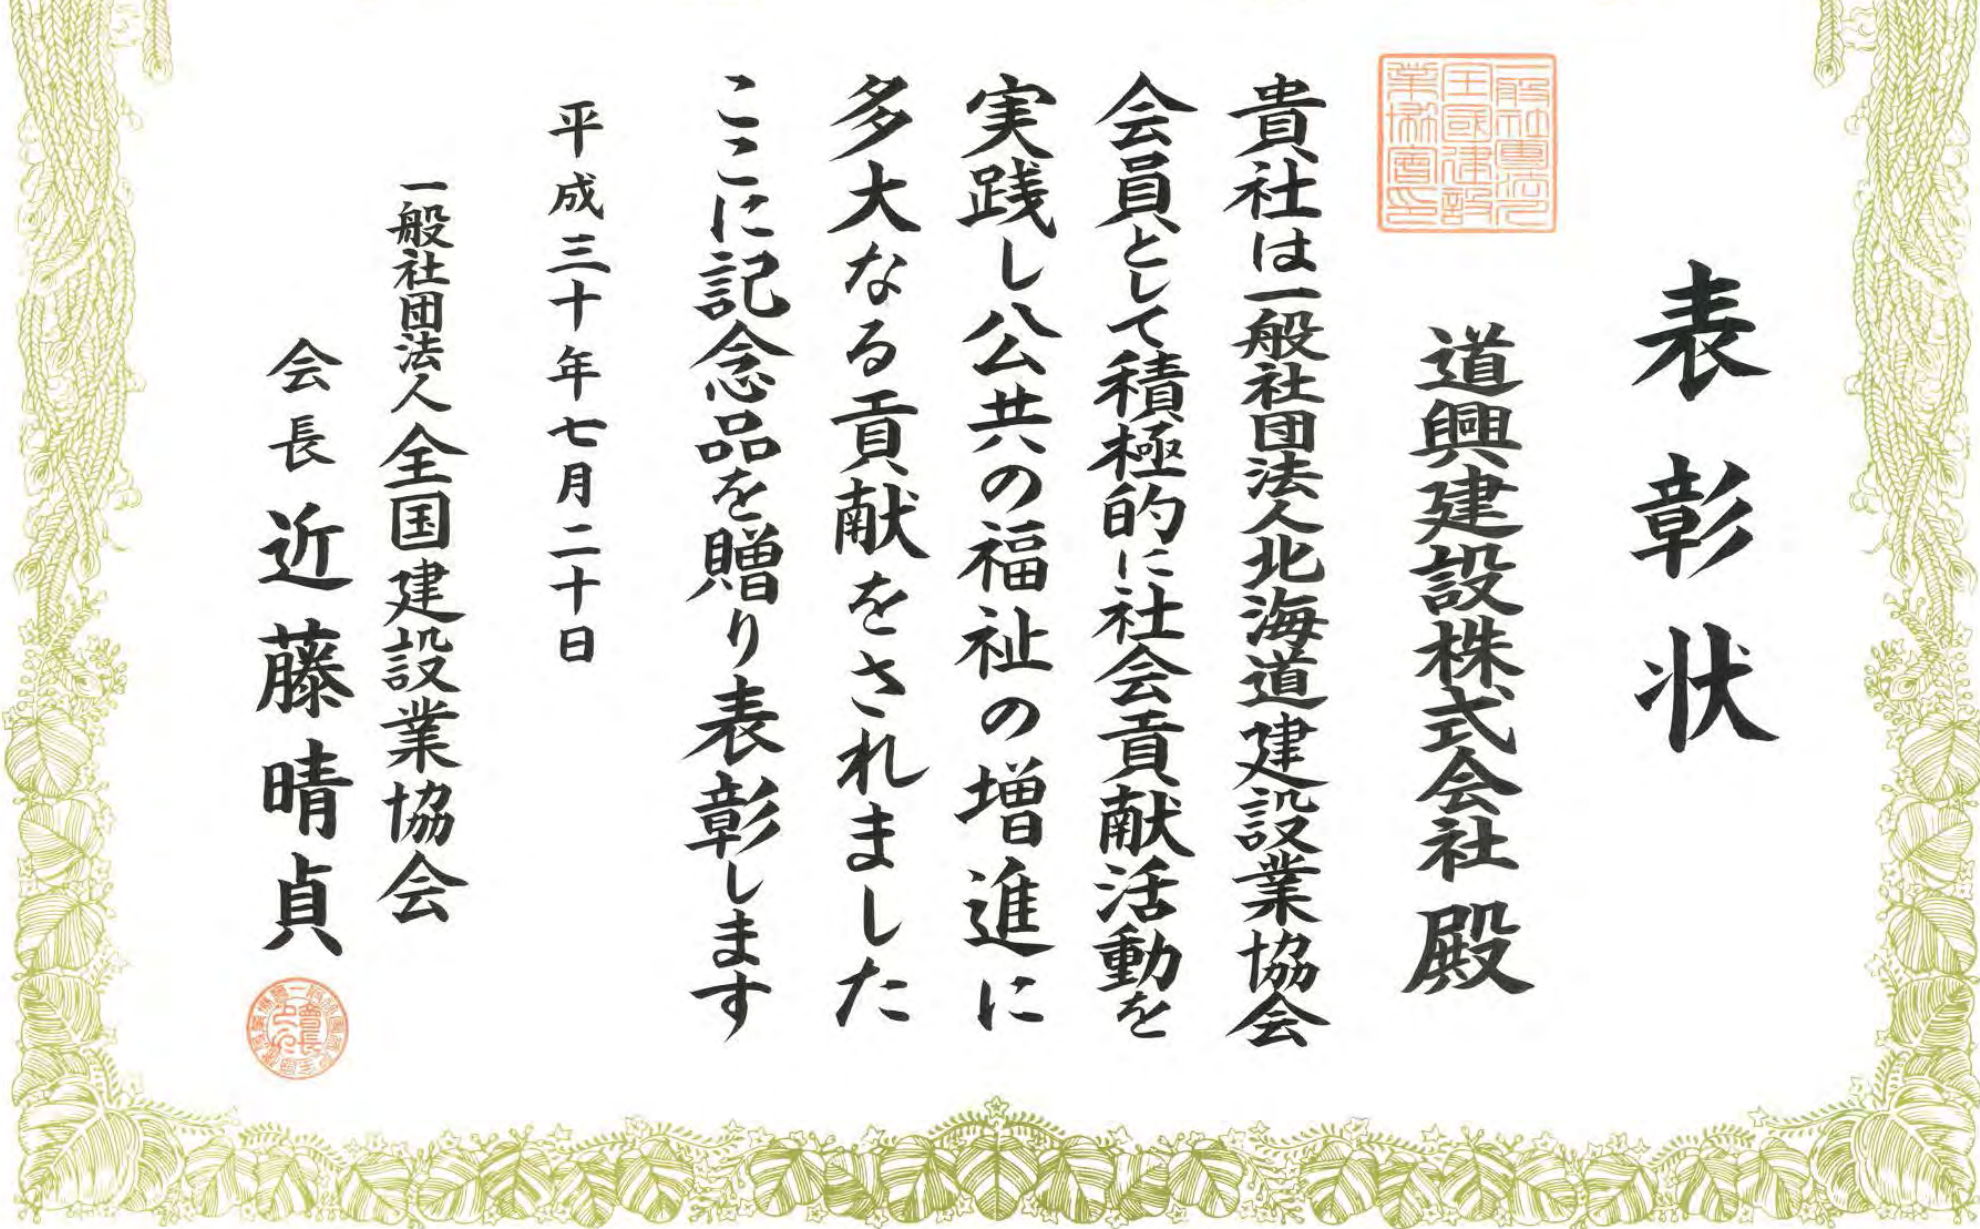 表彰状
道興建設株式会社 殿
貴社は一般社団法人北海道建設業協会
会員として積極的に社会貢献活動を
実践し公共の福祉の増進に
多大なる貢献をされました
ここに記念品を贈り表彰します
平成三十年七月二十日
一般社団法人全国建設業協会
会長 近藤晴貞